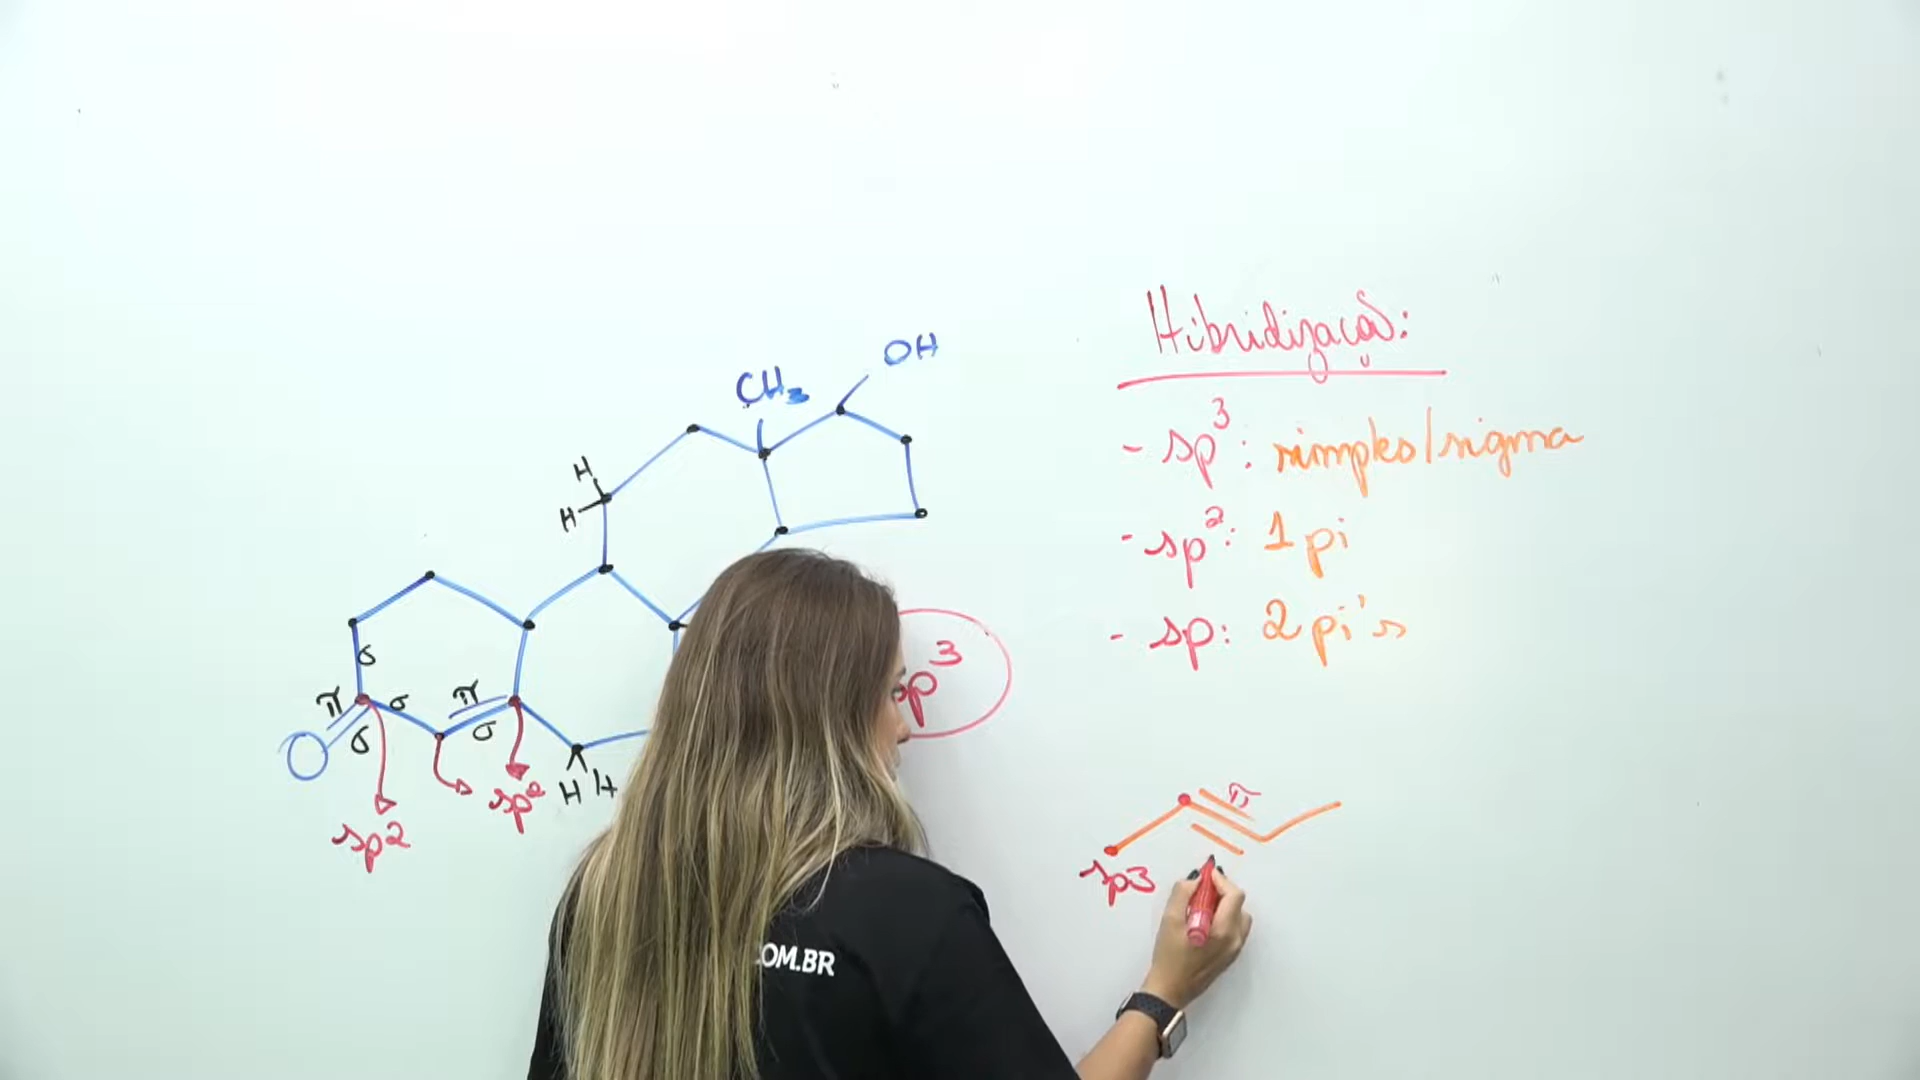 Hibridização:
- sp³: simples/sigma
- sp²: 1 pi
- sp: 2 pi's
OH
CH₃
H
H
σ
π σ π
σ σ
O
sp2
sp²
H H
sp³
π
sp3
.COM.BR